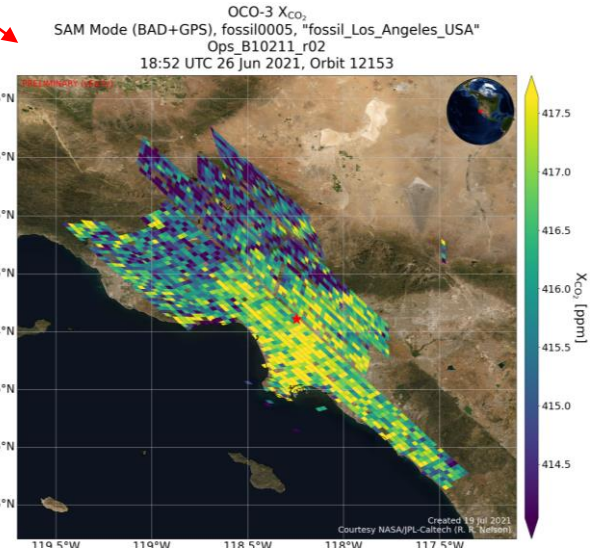 OCO-3 XCO₂
SAM Mode (BAD+GPS), fossil0005, "fossil_Los_Angeles_USA"
Ops_B10211_r02
18:52 UTC 26 Jun 2021, Orbit 12153
PRELIMINARY
417.5
417.0
416.5
416.0
415.5
415.0
414.5
XCO₂ [ppm]
Created 19 Jul 2021
Courtesy NASA/JPL-Caltech (R. R. Nelson)
119.5°W 119°W 118.5°W 118°W 117.5°W